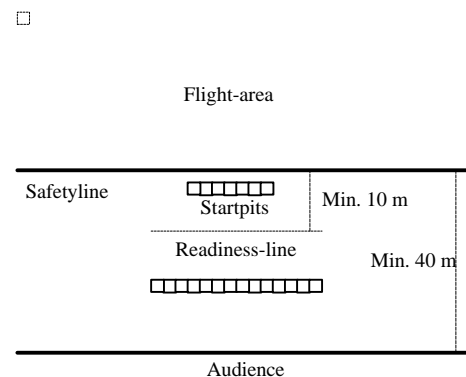 Flight-area
Safetyline
Startpits
Min. 10 m
Readiness-line
Min. 40 m
Audience